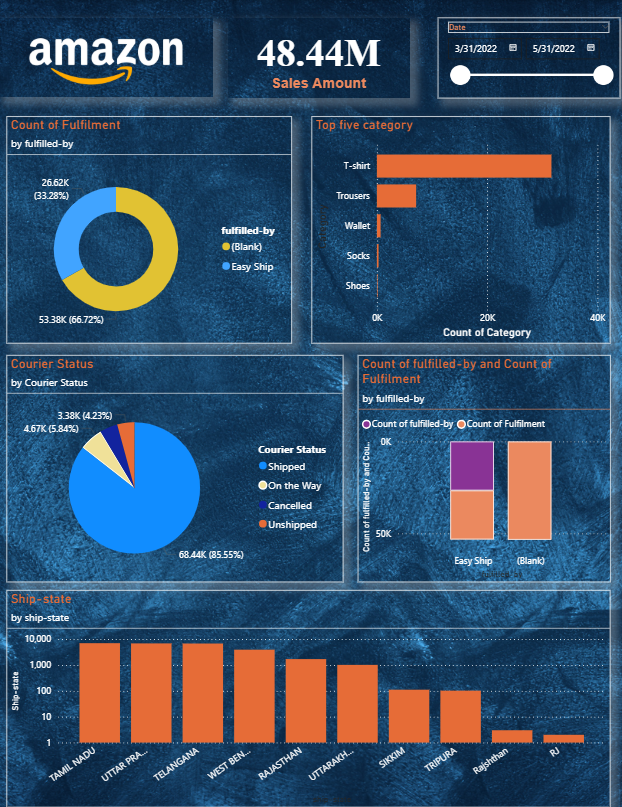 amazon
48.44M
Sales Amount
Date
3/31/2022
5/31/2022
Count of Fulfilment
by fulfilled-by
26.62K
(33.28%)
53.38K (66.72%)
fulfilled-by
(Blank)
Easy Ship
Top five category
T-shirt
Trousers
Wallet
Socks
Shoes
0K
20K
40K
Count of Category
Courier Status
by Courier Status
3.38K (4.23%)
4.67K (5.84%)
68.44K (85.55%)
Courier Status
Shipped
On the Way
Cancelled
Unshipped
Count of fulfilled-by and Count of
Fulfilment
by fulfilled-by
Count of fulfilled-by
Count of Fulfilment
Count of fulfilled-by and Cou...
0K
50K
Easy Ship
(Blank)
Ship-state
by ship-state
Ship-state
10,000
1,000
100
10
1
TAMIL NADU
UTTAR PRA...
TELANGANA
WEST BEN...
RAJASTHAN
UTTARAKH...
SIKKIM
TRIPURA
Rajshthan
RJ